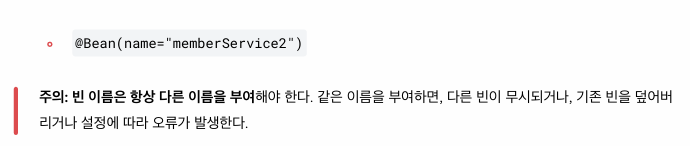 @Bean(name="memberService2")
주의: 빈 이름은 항상 다른 이름을 부여해야 한다. 같은 이름을 부여하면, 다른 빈이 무시되거나, 기존 빈을 덮어버
리거나 설정에 따라 오류가 발생한다.